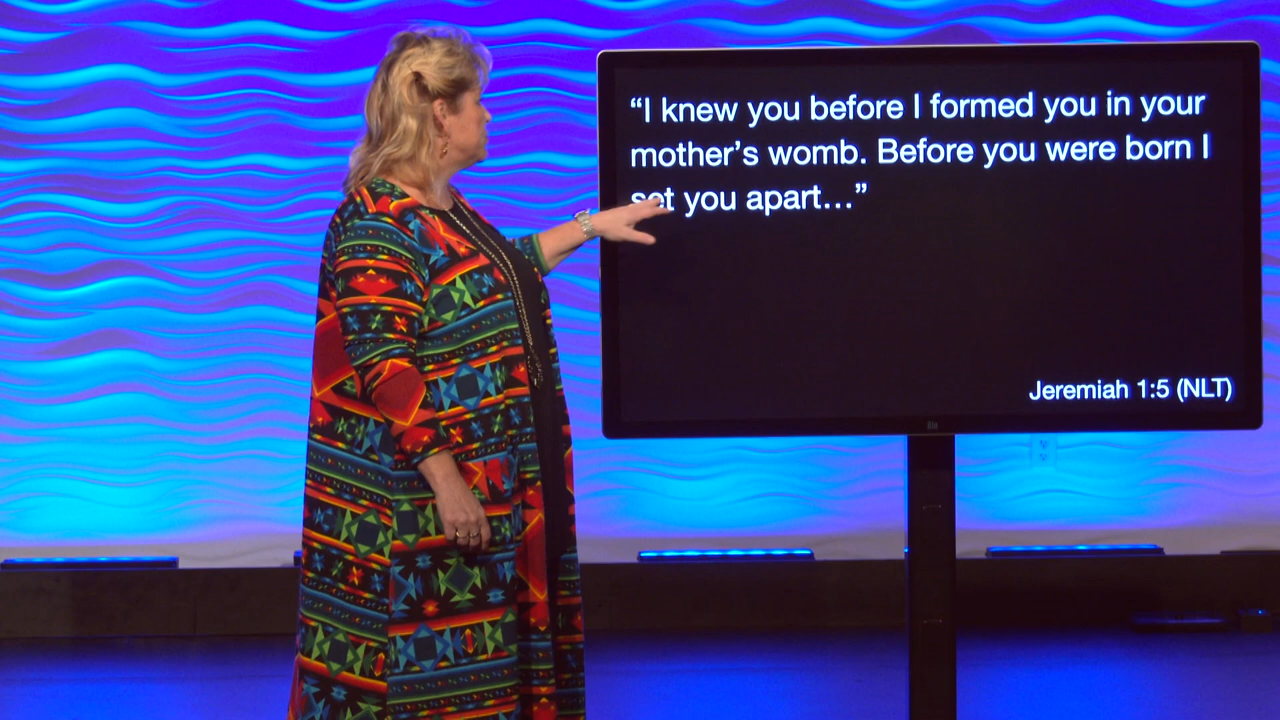 “I knew you before I formed you in your
mother’s womb. Before you were born I
set you apart...”
Jeremiah 1:5 (NLT)